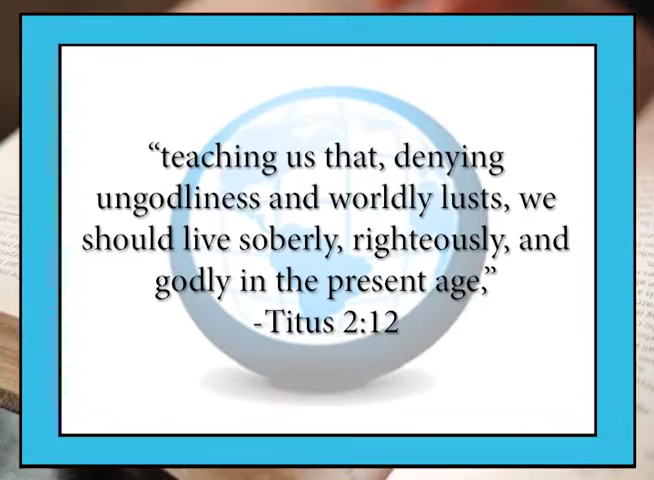 “teaching us that, denying
ungodliness and worldly lusts, we
should live soberly, righteously, and
godly in the present age,”
-Titus 2:12